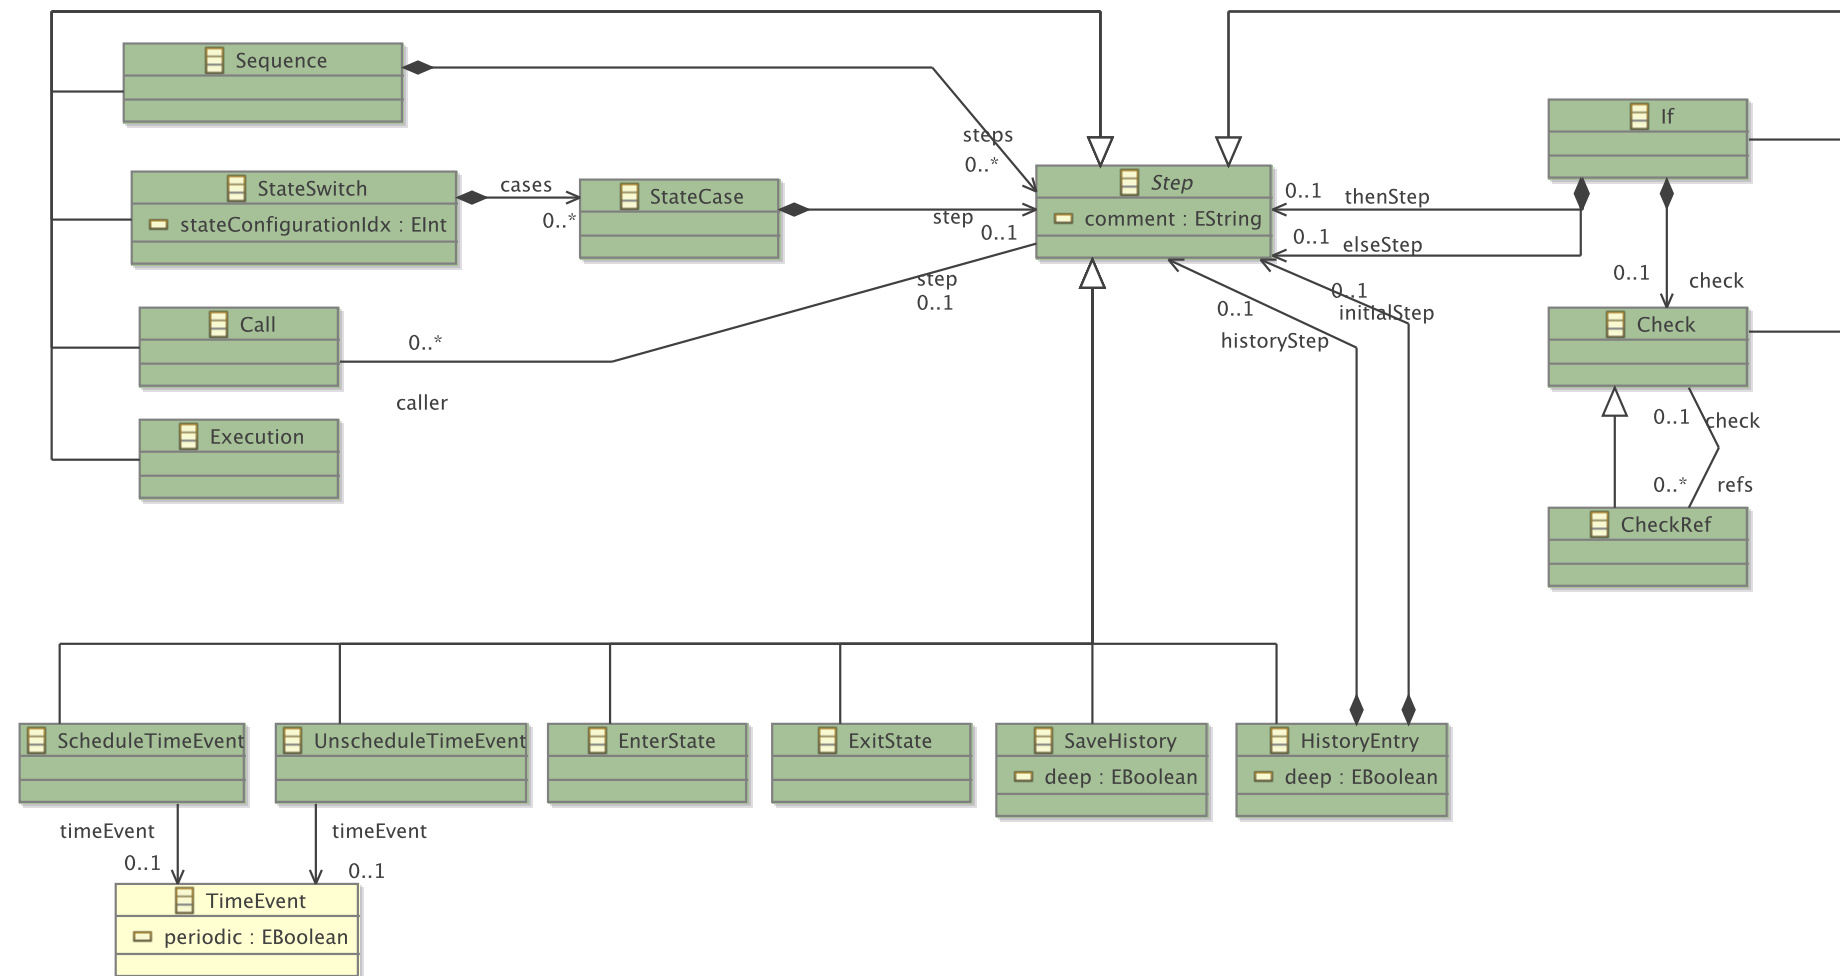 Sequence
steps
0..*
If
StateSwitch
stateConfigurationIdx : EInt
cases
0..*
StateCase
step
0..1
Step
comment : EString
0..1
thenStep
0..1
elseStep
0..1
check
step
0..1
0..1
historyStep
0..1
initialStep
Call
0..*
caller
Check
0..1
check
0..*
refs
Execution
CheckRef
ScheduleTimeEvent
UnscheduleTimeEvent
EnterState
ExitState
SaveHistory
deep : EBoolean
HistoryEntry
deep : EBoolean
timeEvent
0..1
timeEvent
0..1
TimeEvent
periodic : EBoolean